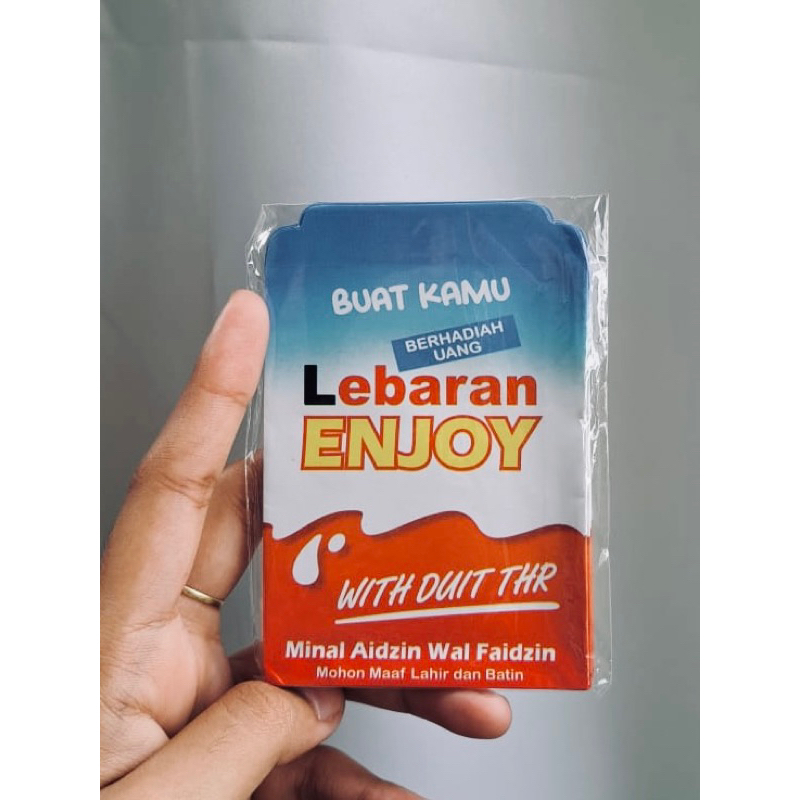 BUAT KAMU
BERHADIAH
UANG
Lebaran
ENJOY
WITH DUIT THR
Minal Aidzin Wal Faidzin
Mohon Maaf Lahir dan Batin